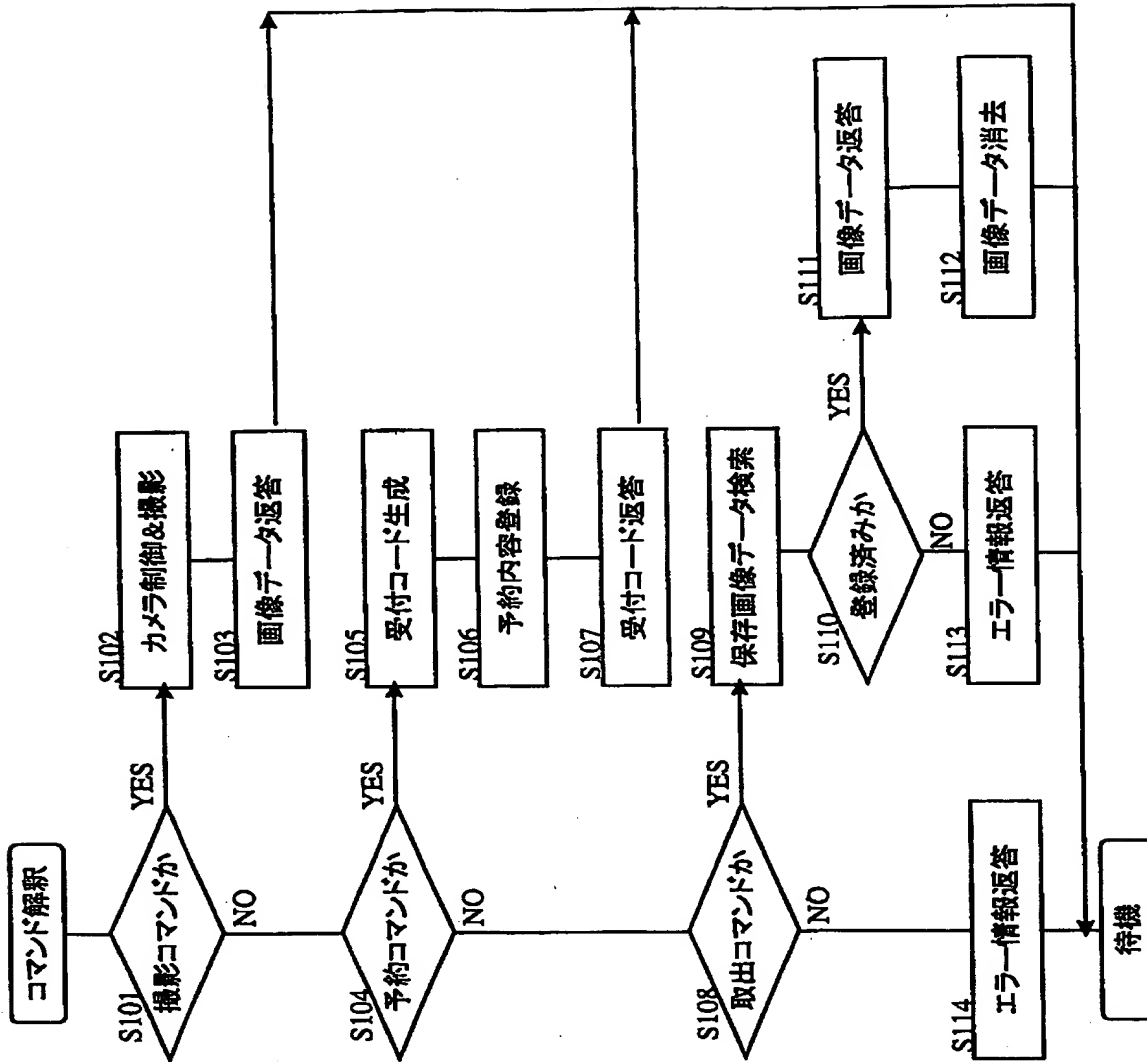 コマンド解釈
S101
撮影コマンドか
YES
NO
S102
カメラ制御&撮影
S103
画像データ返答
S104
予約コマンドか
YES
NO
S105
受付コード生成
S106
予約内容登録
S107
受付コード返答
S108
取出コマンドか
YES
NO
S109
保存画像データ検索
S110
登録済みか
YES
NO
S111
画像データ返答
S112
画像データ消去
S113
エラー情報返答
S114
エラー情報返答
待機